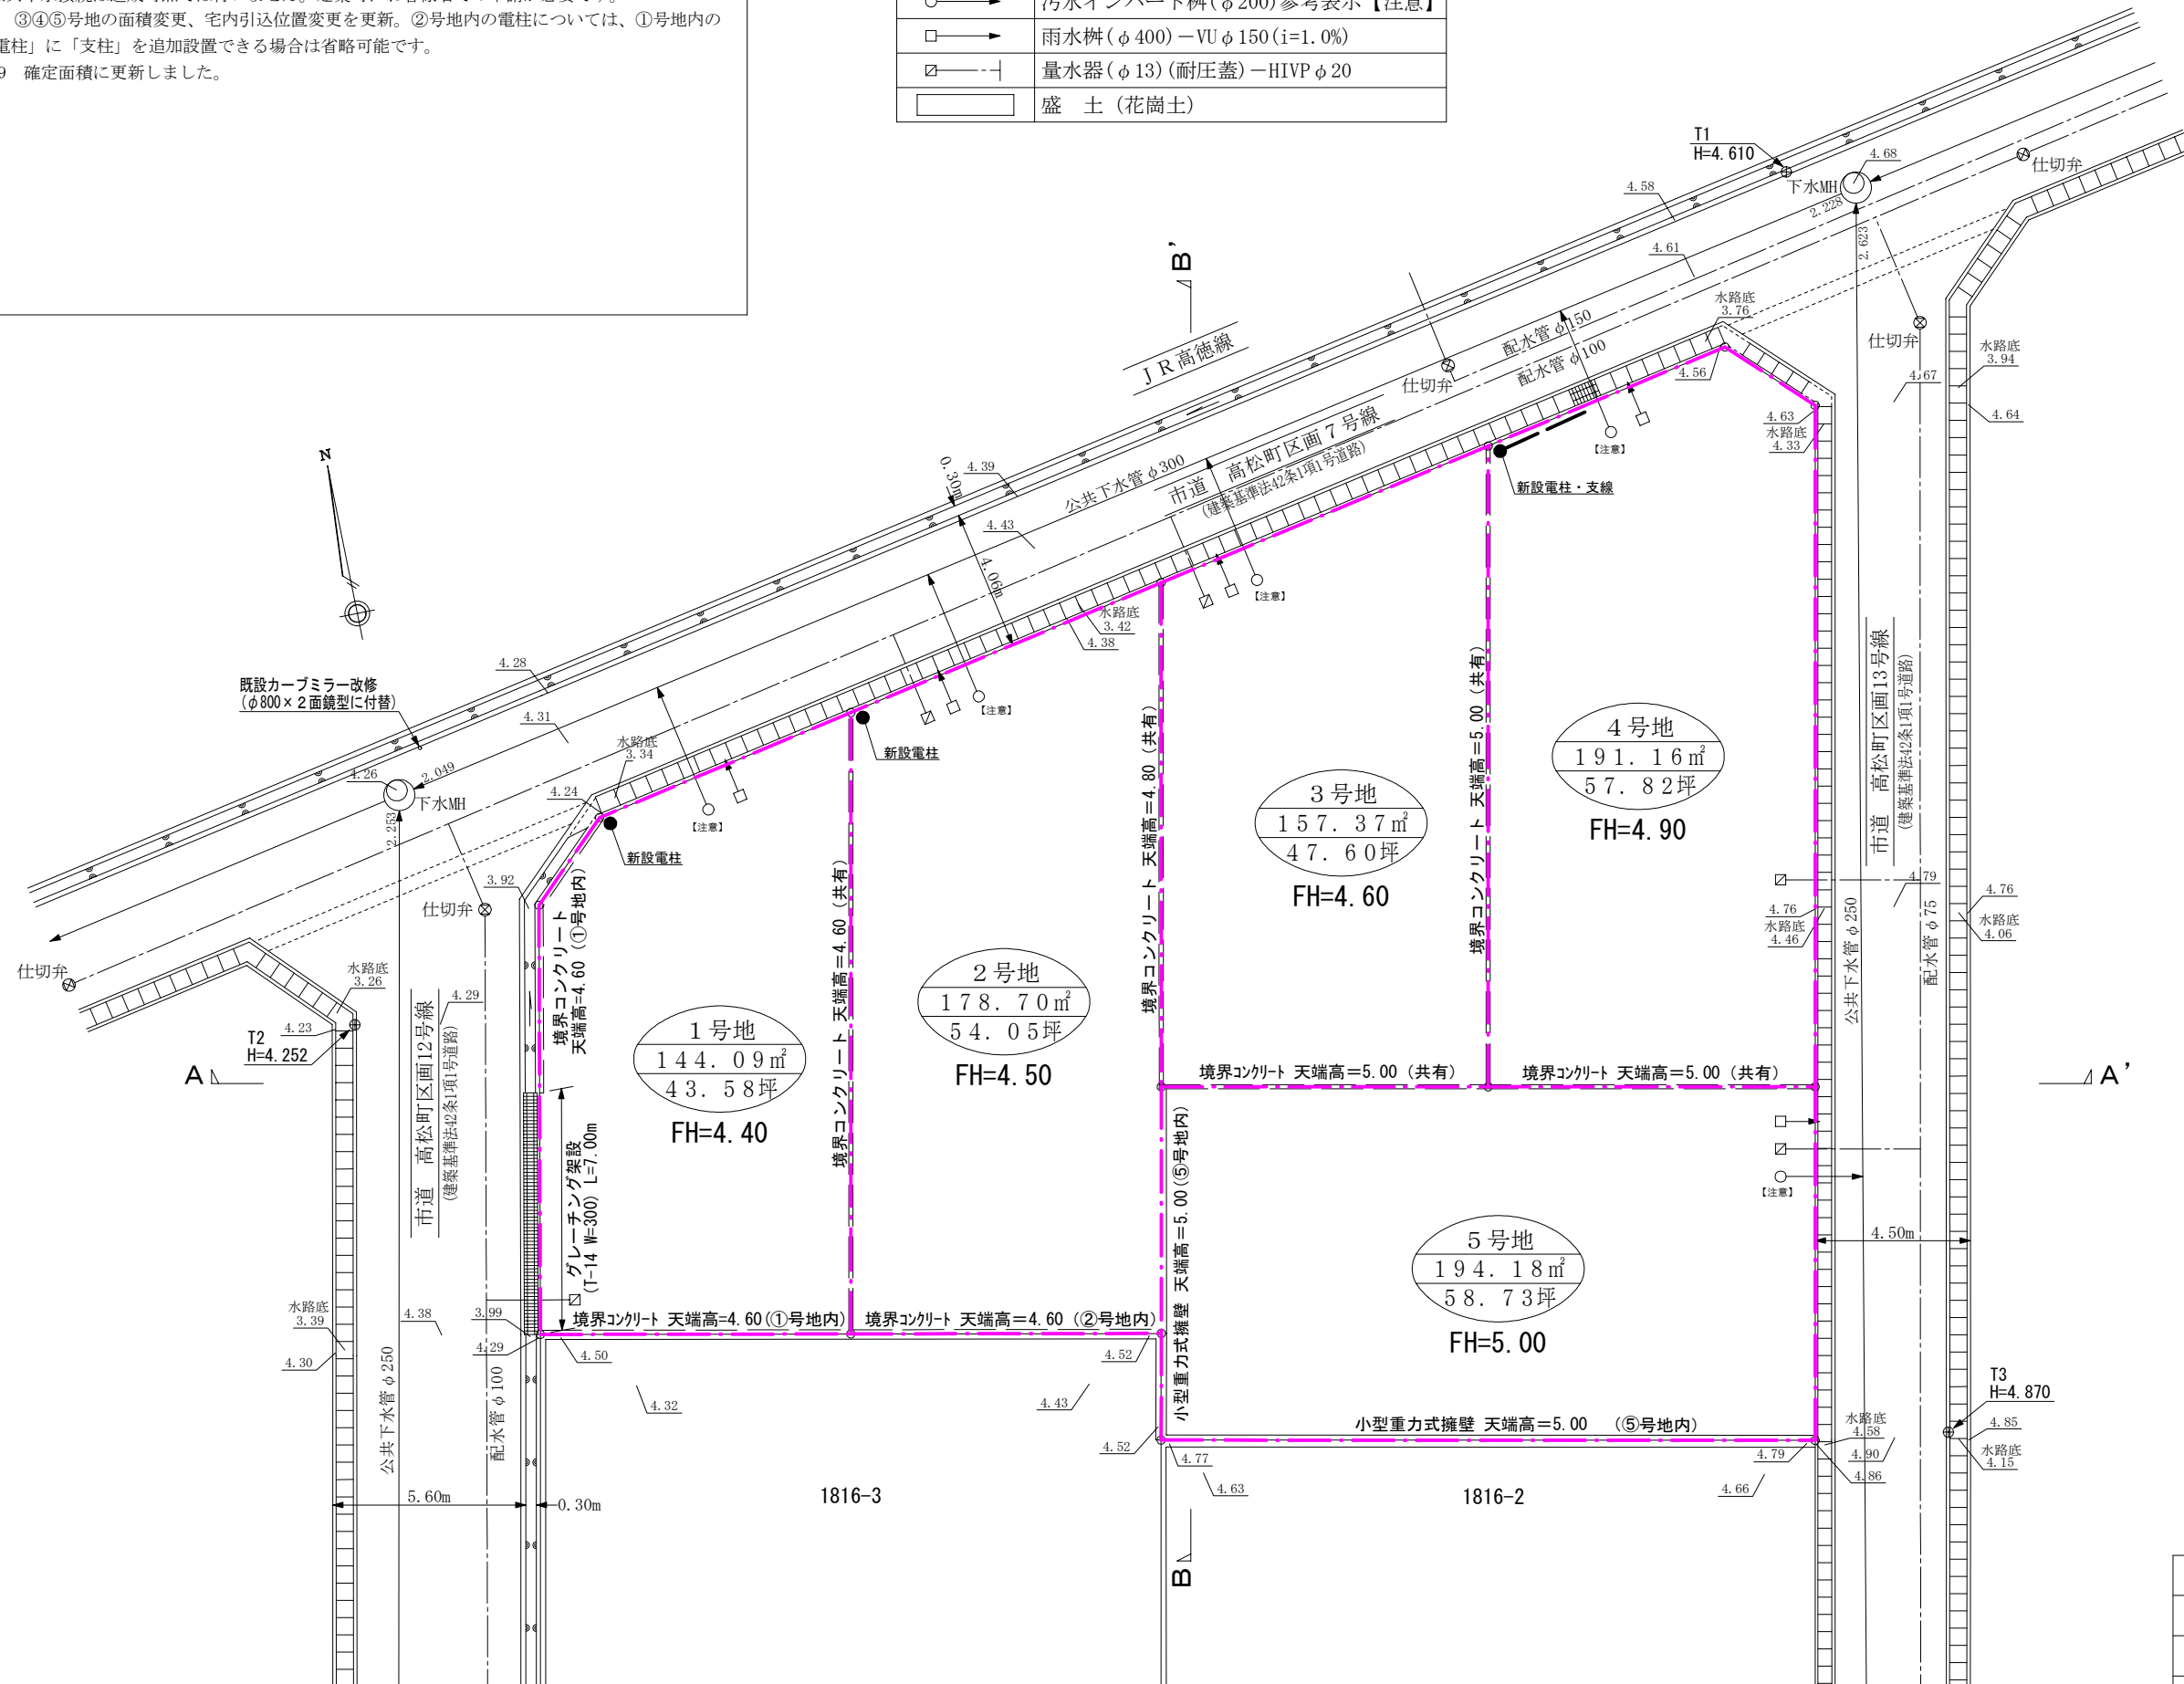 ③④⑤号地の面積変更、宅内引込位置変更を更新。②号地内の電柱については、①号地内の
電柱」に「支柱」を追加設置できる場合は省略可能です。
9 確定面積に更新しました。
汚水インバート桝(φ200)参考表示【注意】
雨水桝(φ400)－VUφ150(i=1.0%)
量水器(φ13)(耐圧蓋)－HIVPφ20
盛 土 (花崗土)
T1
H=4.610
4.68
下水MH
仕切弁
2.228
2.623
4.58
4.61
B'
JR高徳線
配水管φ150
配水管φ100
仕切弁
水路底
3.76
4.56
仕切弁
水路底
3.94
4.67
4.64
4.63
水路底
4.33
【注意】
新設電柱・支線
N
0.30m
4.39
公共下水管φ300
市道 高松町区画7号線
(建築基準法42条1項1号道路)
4.43
4.06m
【注意】
水路底
3.42
4.38
4.28
既設カーブミラー改修
(φ800×2面鏡型に付替)
4.31
【注意】
新設電柱
水路底
3.34
4.26
2.049
下水MH
2.253
4.24
【注意】
新設電柱
3.92
仕切弁
仕切弁
水路底
3.26
4.23
T2
H=4.252
4.29
市道 高松町区画12号線
(建築基準法42条1項1号道路)
A
A'
境界コンクリート
天端高=4.60 (①号地内)
境界コンクリート 天端高＝4.60 (共有)
境界コンクリート 天端高＝4.80 (共有)
境界コンクリート 天端高＝5.00 (共有)
1号地
144.09㎡
43.58坪
FH=4.40
2号地
178.70㎡
54.05坪
FH=4.50
3号地
157.37㎡
47.60坪
FH=4.60
4号地
191.16㎡
57.82坪
FH=4.90
市道 高松町区画13号線
(建築基準法42条1項1号道路)
4.79
4.76
水路底
4.46
4.76
水路底
4.06
公共下水管φ250
配水管φ75
境界コンクリート 天端高＝5.00 (共有)
境界コンクリート 天端高＝5.00 (共有)
グレーチング架設
(T-14 W=300) L=7.00m
小型重力式擁壁 天端高＝5.00(⑤号地内)
【注意】
5号地
194.18㎡
58.73坪
FH=5.00
4.50m
水路底
3.39
4.30
4.38
3.99
4.29
境界コンクリート 天端高=4.60(①号地内)
境界コンクリート 天端高＝4.60 (②号地内)
4.50
4.52
4.32
4.43
公共下水管φ250
配水管φ100
4.52
4.77
4.63
小型重力式擁壁 天端高＝5.00 (⑤号地内)
4.79
4.66
水路底
4.58
4.90
4.86
T3
H=4.870
4.85
水路底
4.15
5.60m
0.30m
1816-3
1816-2
B